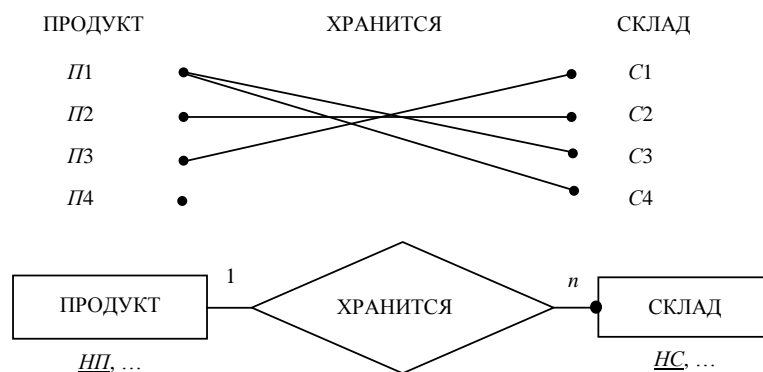 ПРОДУКТ ХРАНИТСЯ СКЛАД
П1 С1
П2 С2
П3 С3
П4 С4
1 n
ПРОДУКТ ХРАНИТСЯ СКЛАД
НП, … НС, …